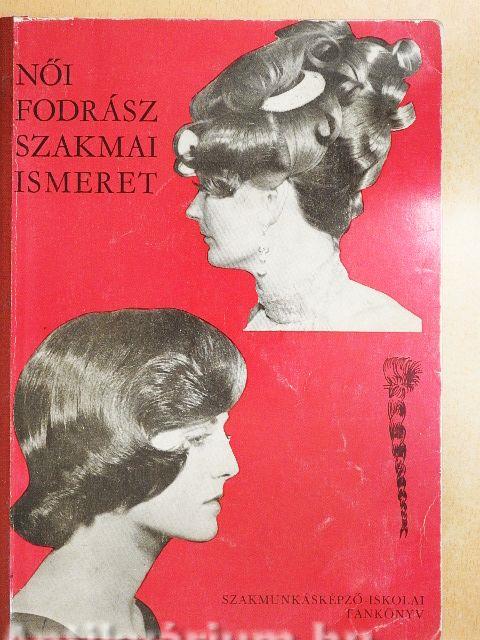 NŐI
FODRÁSZ
SZAKMAI
ISMERET
SZAKMUNKÁSKÉPZŐ ISKOLAI
TANKÖNYV